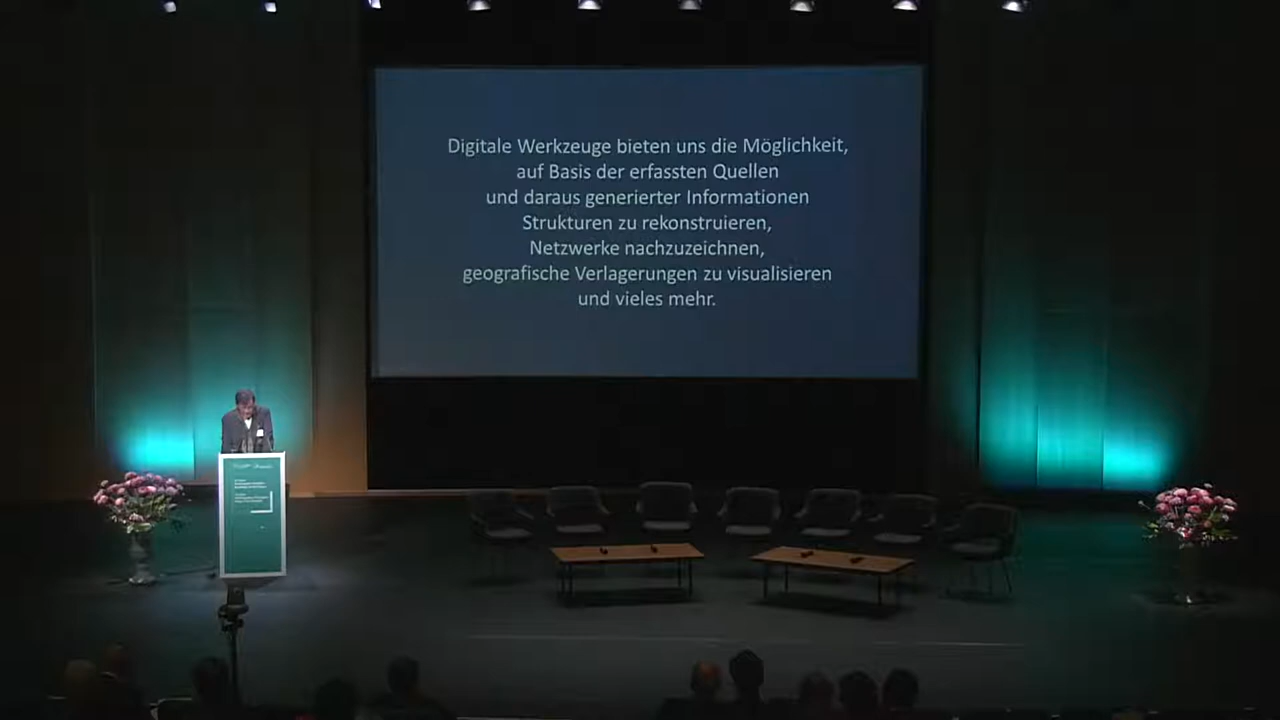 Digitale Werkzeuge bieten uns die Möglichkeit,
auf Basis der erfassten Quellen
und daraus generierter Informationen
Strukturen zu rekonstruieren,
Netzwerke nachzuzeichnen,
geografische Verlagerungen zu visualisieren
und vieles mehr.